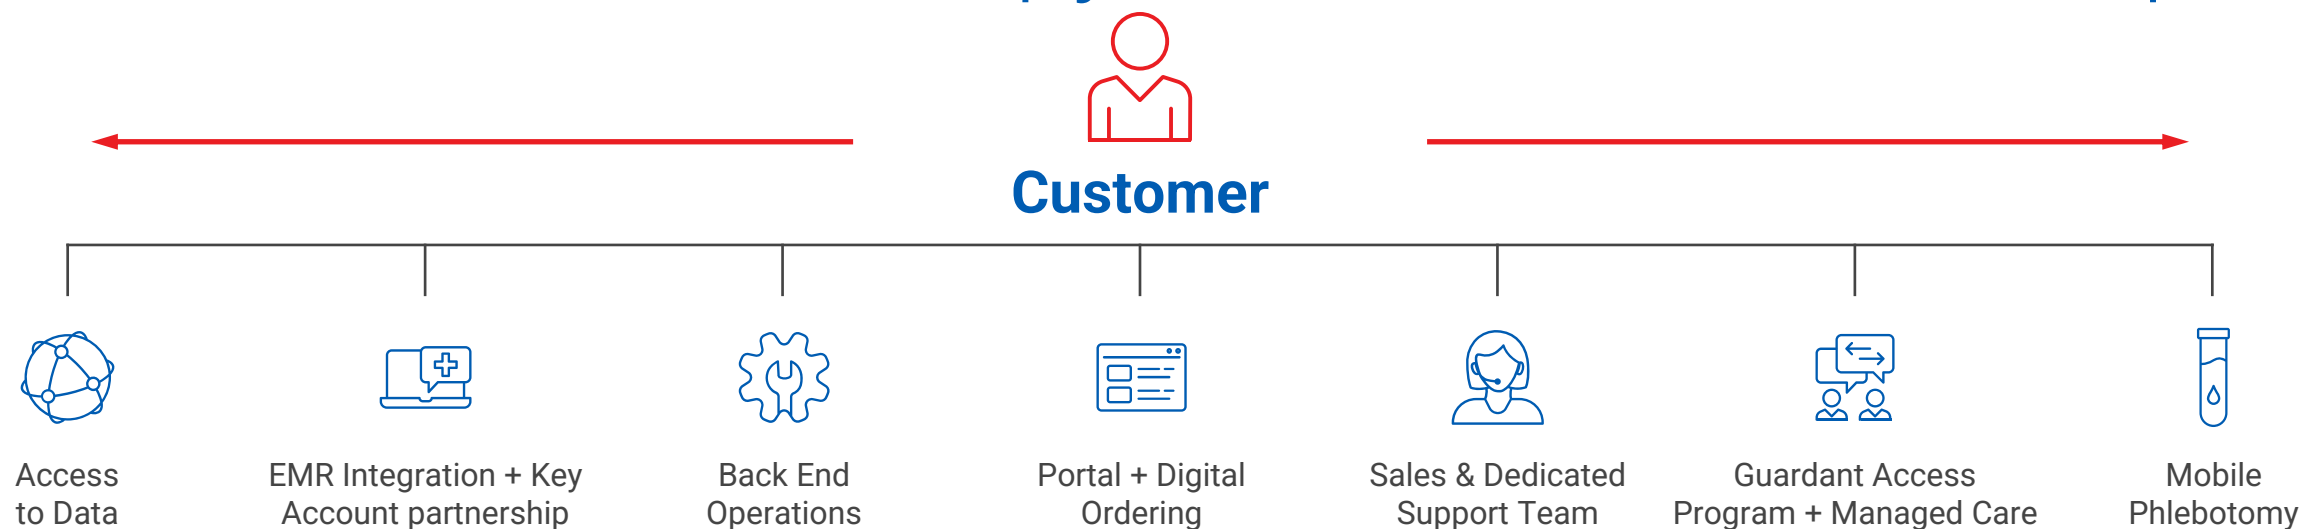 Customer
Access
to Data
EMR Integration + Key
Account partnership
Back End
Operations
Portal + Digital
Ordering
Sales & Dedicated
Support Team
Guardant Access
Program + Managed Care
Mobile
Phlebotomy